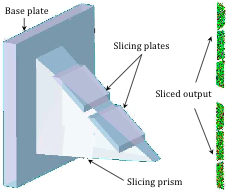 Base plate
Slicing plates
Sliced output
Slicing prism